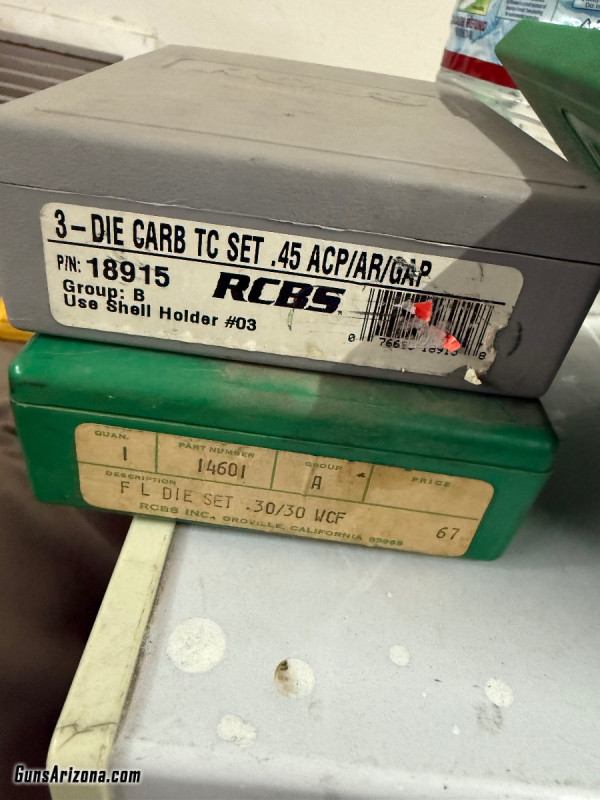 3-DIE CARB TC SET .45 ACP/AR/GAP
P/N: 18915
Group: B
Use Shell Holder #03
RCBS
QUAN. PART NUMBER GROUP PRICE
1 14601 A
DESCRIPTION
F L DIE SET .30/30 WCF
RCBS INC., OROVILLE, CALIFORNIA 95965
67
GunsArizona.com